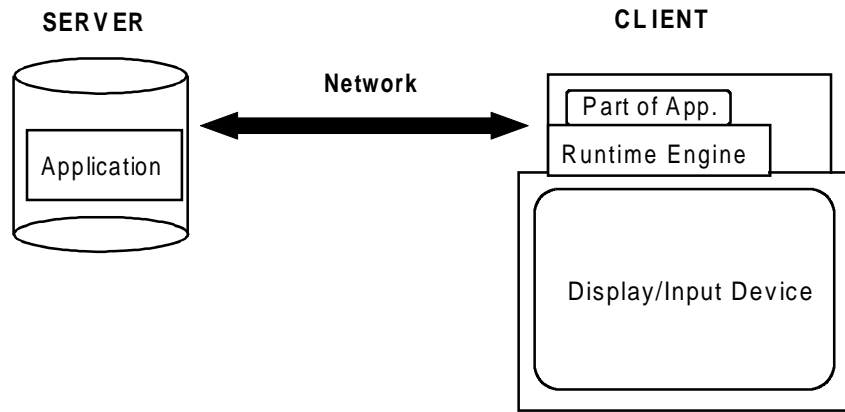 SERVER
CLIENT
Network
Part of App.
Runtime Engine
Application
Display/Input Device